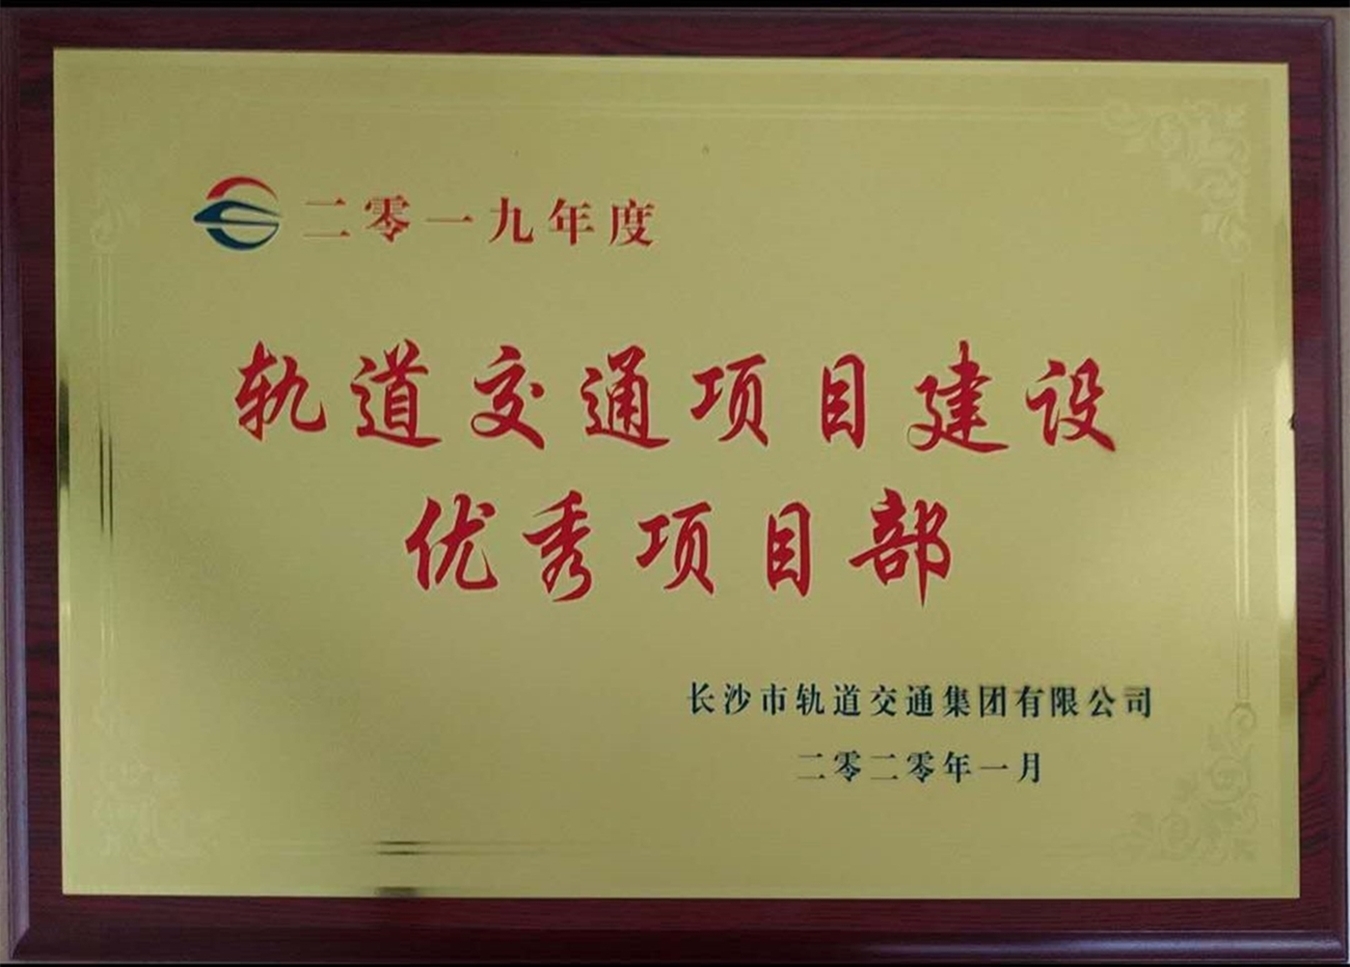 二零一九年度
轨道交通项目建设
优秀项目部
长沙市轨道交通集团有限公司
二零二零年一月